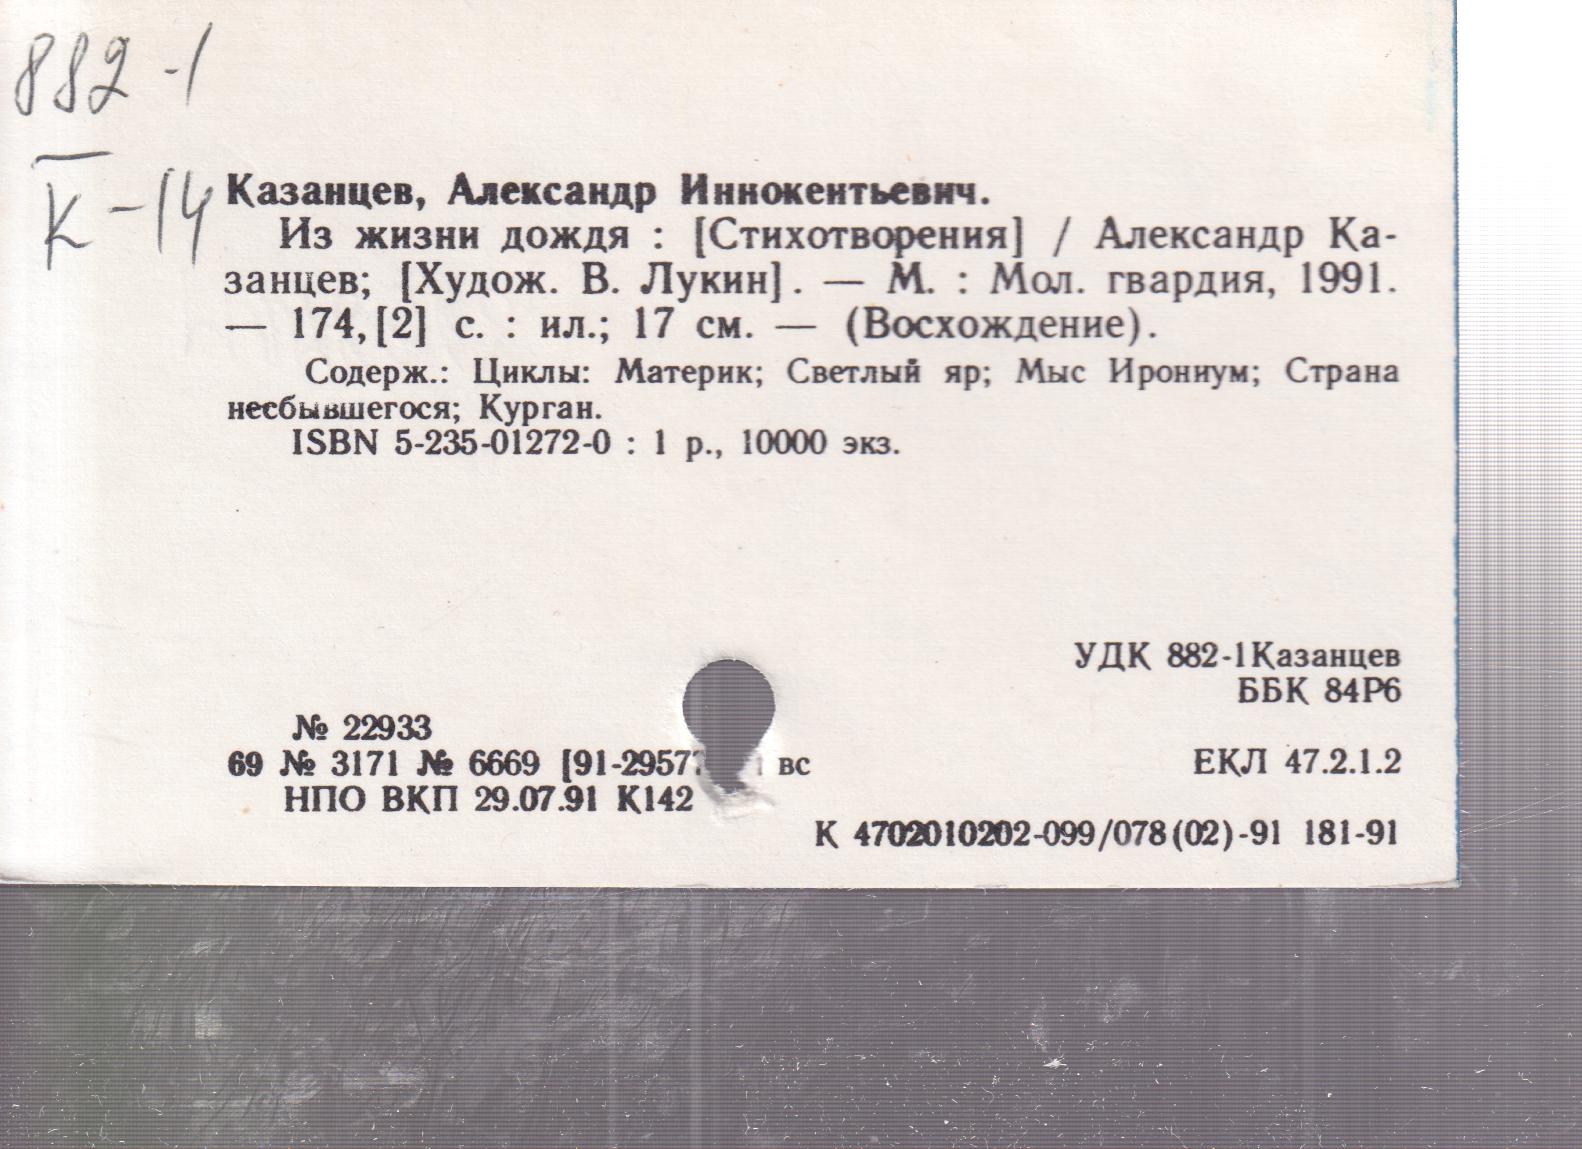 882-1
К-14
Казанцев, Александр Иннокентьевич.
Из жизни дождя : [Стихотворения] / Александр Ка-
занцев; [Худож. В. Лукин]. — М. : Мол. гвардия, 1991.
— 174, [2] с. : ил.; 17 см. — (Восхождение).
Содерж.: Циклы: Материк; Светлый яр; Мыс Ирониум; Страна
несбывшегося; Курган.
ISBN 5-235-01272-0 : 1 р., 10000 экз.
УДК 882-1Казанцев
ББК 84Р6
№ 22933
69 № 3171 № 6669 [91-2957 вс
ЕКЛ 47.2.1.2
НПО ВКП 29.07.91 К142
К 4702010202-099/078(02)-91 181-91